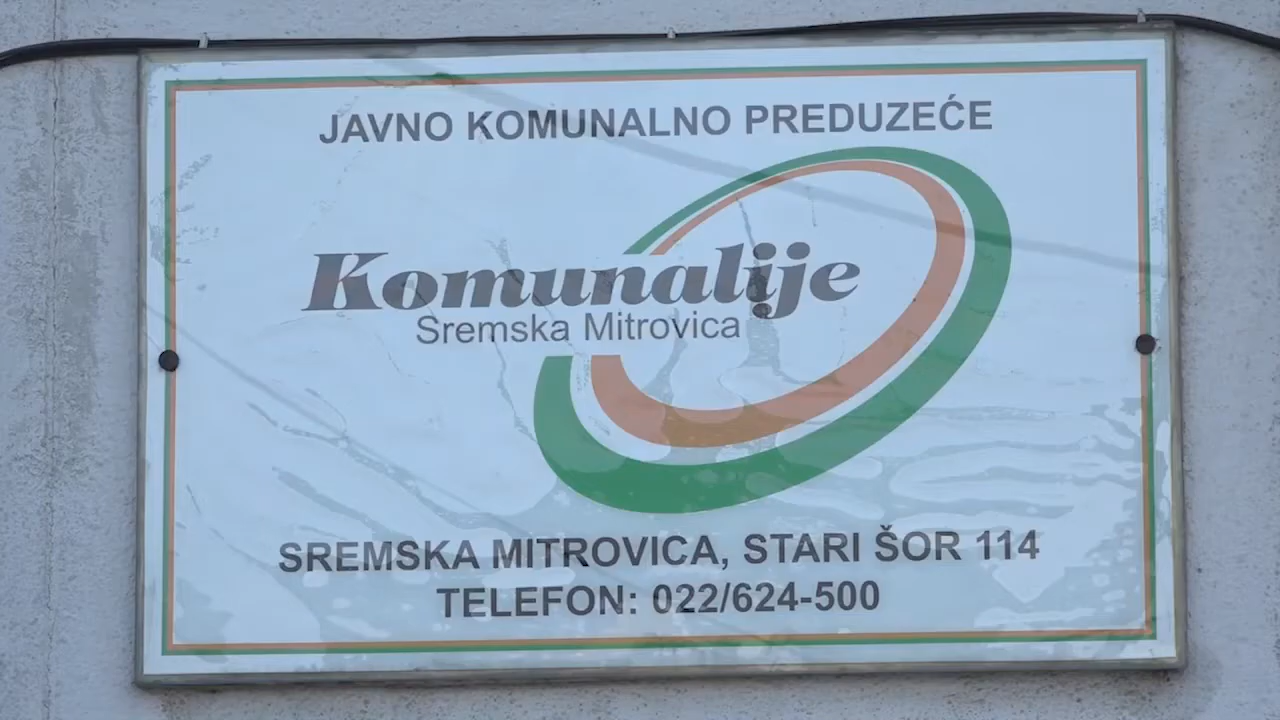 JAVNO KOMUNALNO PREDUZEĆE
Komunalije
Sremska Mitrovica
SREMSKA MITROVICA, STARI ŠOR 114
TELEFON: 022/624-500